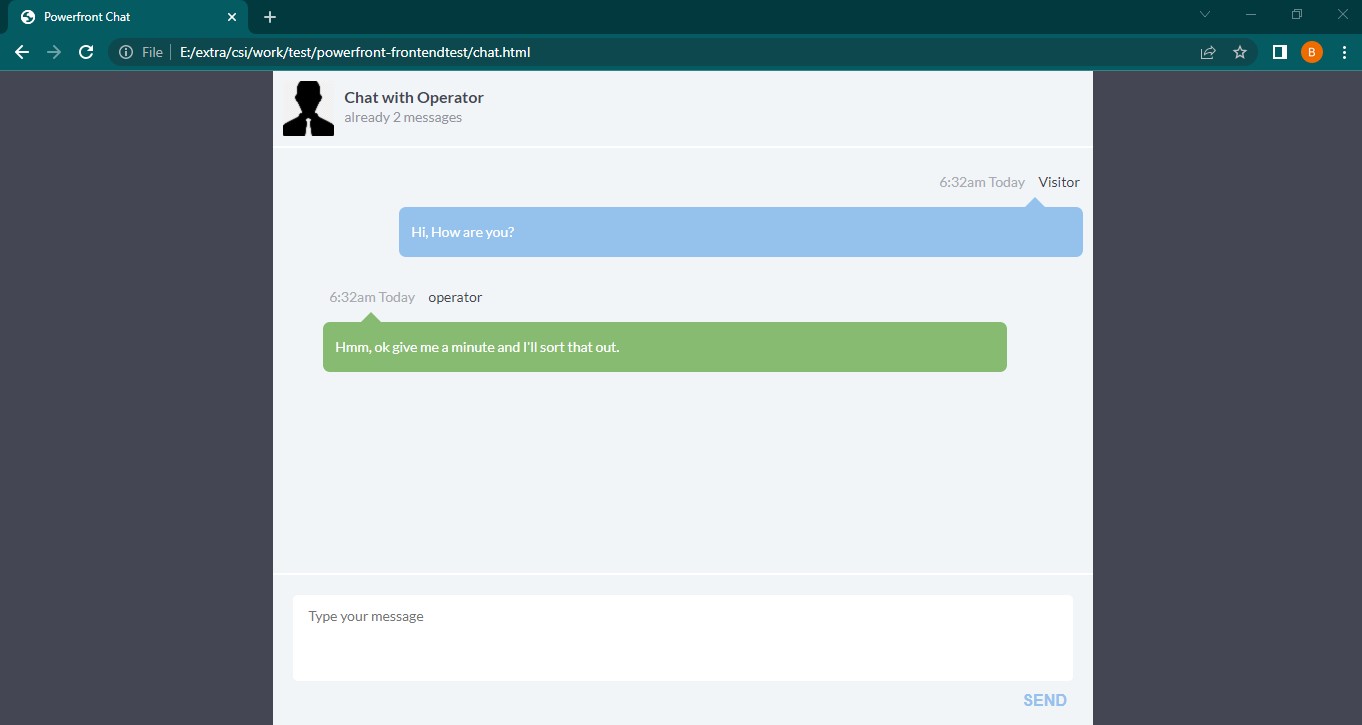 Powerfront Chat
File E:/extra/csi/work/test/powerfront-frontendtest/chat.html
B
Chat with Operator
already 2 messages
6:32am Today Visitor
Hi, How are you?
6:32am Today operator
Hmm, ok give me a minute and I'll sort that out.
Type your message
SEND